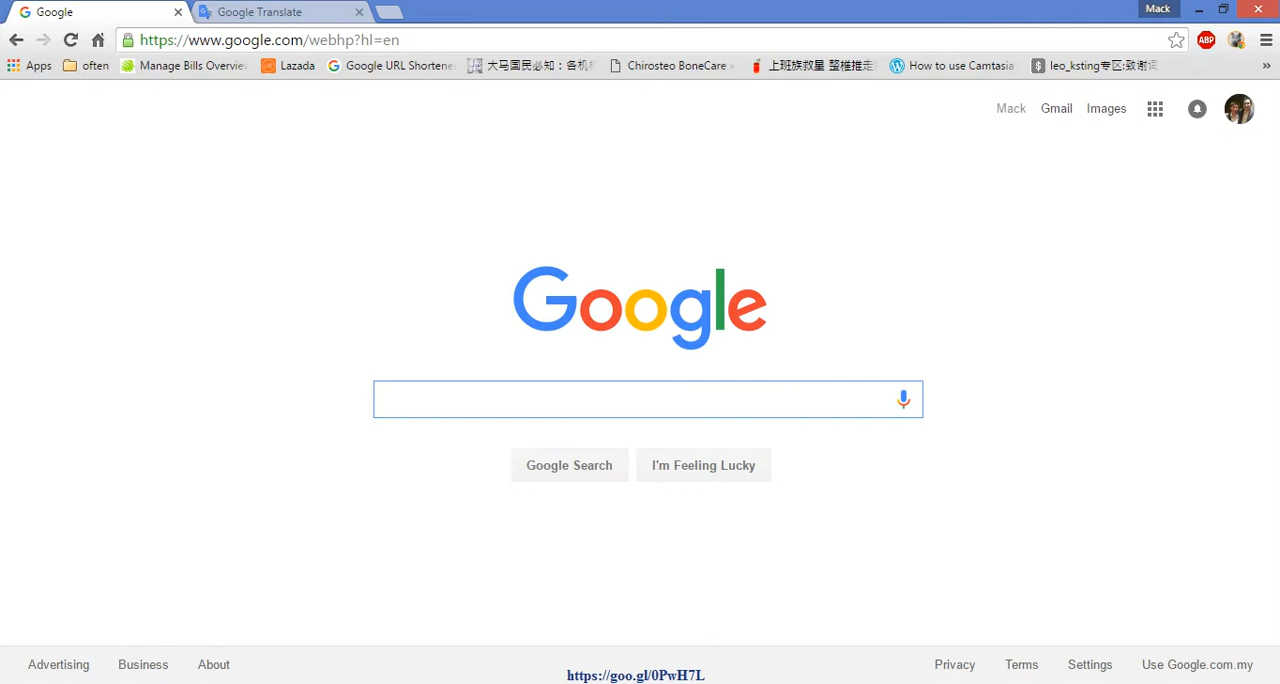 Google
Google Translate
Mack
https://www.google.com/webhp?hl=en
ABP
Apps
often
Manage Bills Overvie
Lazada
Google URL Shortene
大马国民必知：各机
Chirosteo BoneCare
上班族救星 整椎推走
How to use Camtasia
leo_ksting专区:致谢词
»
Mack
Gmail
Images
Google
Google Search
I'm Feeling Lucky
Advertising
Business
About
https://goo.gl/0PwH7L
Privacy
Terms
Settings
Use Google.com.my